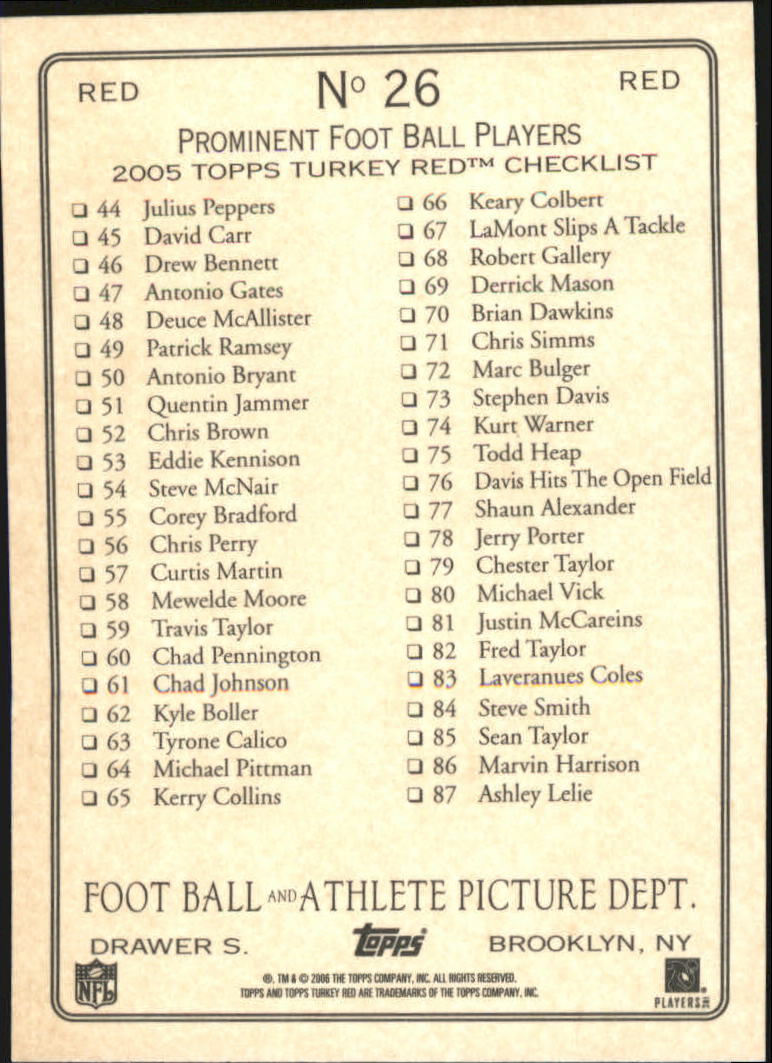 RED
Nº 26
RED
PROMINENT FOOT BALL PLAYERS
2005 TOPPS TURKEY RED™ CHECKLIST
❏ 44 Julius Peppers
❏ 45 David Carr
❏ 46 Drew Bennett
❏ 47 Antonio Gates
❏ 48 Deuce McAllister
❏ 49 Patrick Ramsey
❏ 50 Antonio Bryant
❏ 51 Quentin Jammer
❏ 52 Chris Brown
❏ 53 Eddie Kennison
❏ 54 Steve McNair
❏ 55 Corey Bradford
❏ 56 Chris Perry
❏ 57 Curtis Martin
❏ 58 Mewelde Moore
❏ 59 Travis Taylor
❏ 60 Chad Pennington
❏ 61 Chad Johnson
❏ 62 Kyle Boller
❏ 63 Tyrone Calico
❏ 64 Michael Pittman
❏ 65 Kerry Collins
❏ 66 Keary Colbert
❏ 67 LaMont Slips A Tackle
❏ 68 Robert Gallery
❏ 69 Derrick Mason
❏ 70 Brian Dawkins
❏ 71 Chris Simms
❏ 72 Marc Bulger
❏ 73 Stephen Davis
❏ 74 Kurt Warner
❏ 75 Todd Heap
❏ 76 Davis Hits The Open Field
❏ 77 Shaun Alexander
❏ 78 Jerry Porter
❏ 79 Chester Taylor
❏ 80 Michael Vick
❏ 81 Justin McCareins
❏ 82 Fred Taylor
❏ 83 Laveranues Coles
❏ 84 Steve Smith
❏ 85 Sean Taylor
❏ 86 Marvin Harrison
❏ 87 Ashley Lelie
FOOT BALL AND ATHLETE PICTURE DEPT.
DRAWER S.
Topps
BROOKLYN, NY
NFL
®, TM & © 2006 THE TOPPS COMPANY, INC. ALL RIGHTS RESERVED.
TOPPS AND TOPPS TURKEY RED ARE TRADEMARKS OF THE TOPPS COMPANY, INC.
PLAYERS